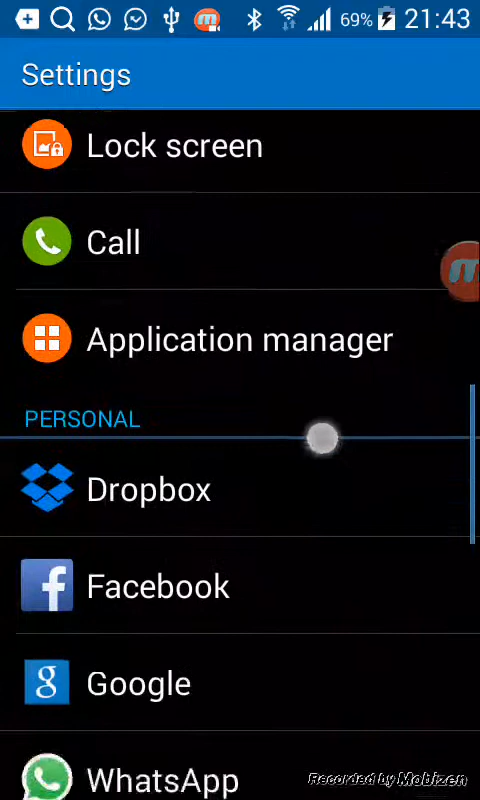 69% 21:43
Settings
Lock screen
Call
Application manager
PERSONAL
Dropbox
Facebook
Google
WhatsApp
Recorded by Mobizen